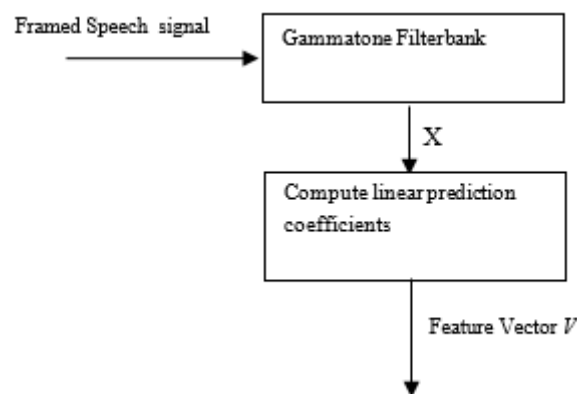 Framed Speech signal
Gammatone Filterbank
X
Compute linear prediction
coefficients
Feature Vector V